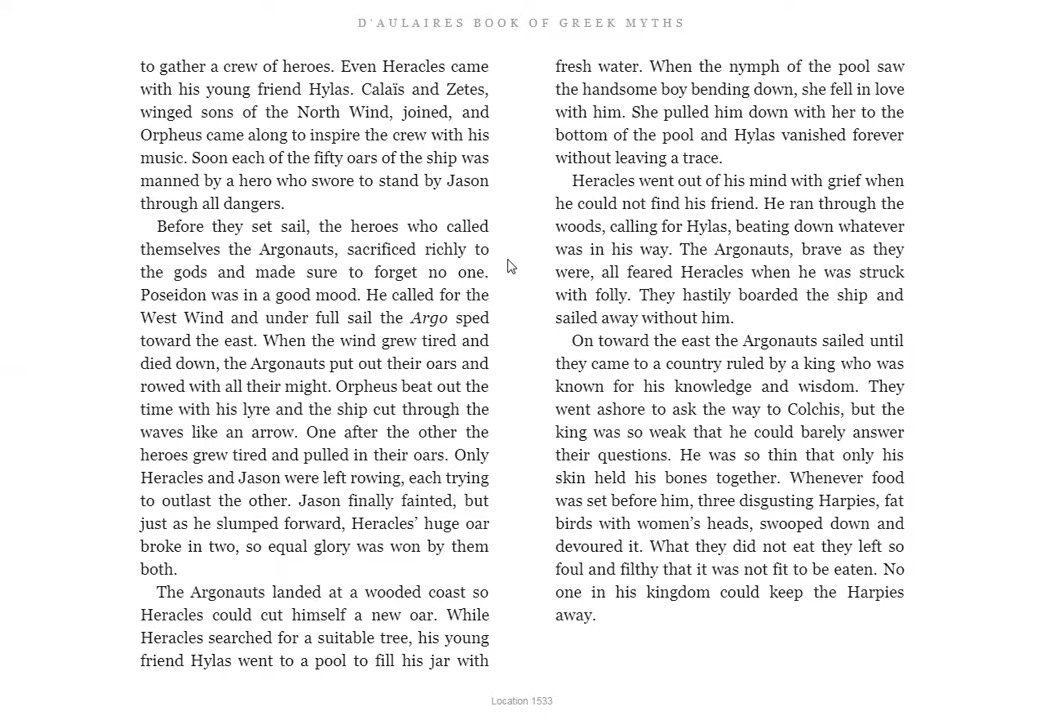 D'AULAIRES BOOK OF GREEK MYTHS
to gather a crew of heroes. Even Heracles came
with his young friend Hylas. Calaïs and Zetes,
winged sons of the North Wind, joined, and
Orpheus came along to inspire the crew with his
music. Soon each of the fifty oars of the ship was
manned by a hero who swore to stand by Jason
through all dangers.
Before they set sail, the heroes who called
themselves the Argonauts, sacrificed richly to
the gods and made sure to forget no one.
Poseidon was in a good mood. He called for the
West Wind and under full sail the Argo sped
toward the east. When the wind grew tired and
died down, the Argonauts put out their oars and
rowed with all their might. Orpheus beat out the
time with his lyre and the ship cut through the
waves like an arrow. One after the other the
heroes grew tired and pulled in their oars. Only
Heracles and Jason were left rowing, each trying
to outlast the other. Jason finally fainted, but
just as he slumped forward, Heracles’ huge oar
broke in two, so equal glory was won by them
both.
The Argonauts landed at a wooded coast so
Heracles could cut himself a new oar. While
Heracles searched for a suitable tree, his young
friend Hylas went to a pool to fill his jar with
fresh water. When the nymph of the pool saw
the handsome boy bending down, she fell in love
with him. She pulled him down with her to the
bottom of the pool and Hylas vanished forever
without leaving a trace.
Heracles went out of his mind with grief when
he could not find his friend. He ran through the
woods, calling for Hylas, beating down whatever
was in his way. The Argonauts, brave as they
were, all feared Heracles when he was struck
with folly. They hastily boarded the ship and
sailed away without him.
On toward the east the Argonauts sailed until
they came to a country ruled by a king who was
known for his knowledge and wisdom. They
went ashore to ask the way to Colchis, but the
king was so weak that he could barely answer
their questions. He was so thin that only his
skin held his bones together. Whenever food
was set before him, three disgusting Harpies, fat
birds with women’s heads, swooped down and
devoured it. What they did not eat they left so
foul and filthy that it was not fit to be eaten. No
one in his kingdom could keep the Harpies
away.
Location 1533